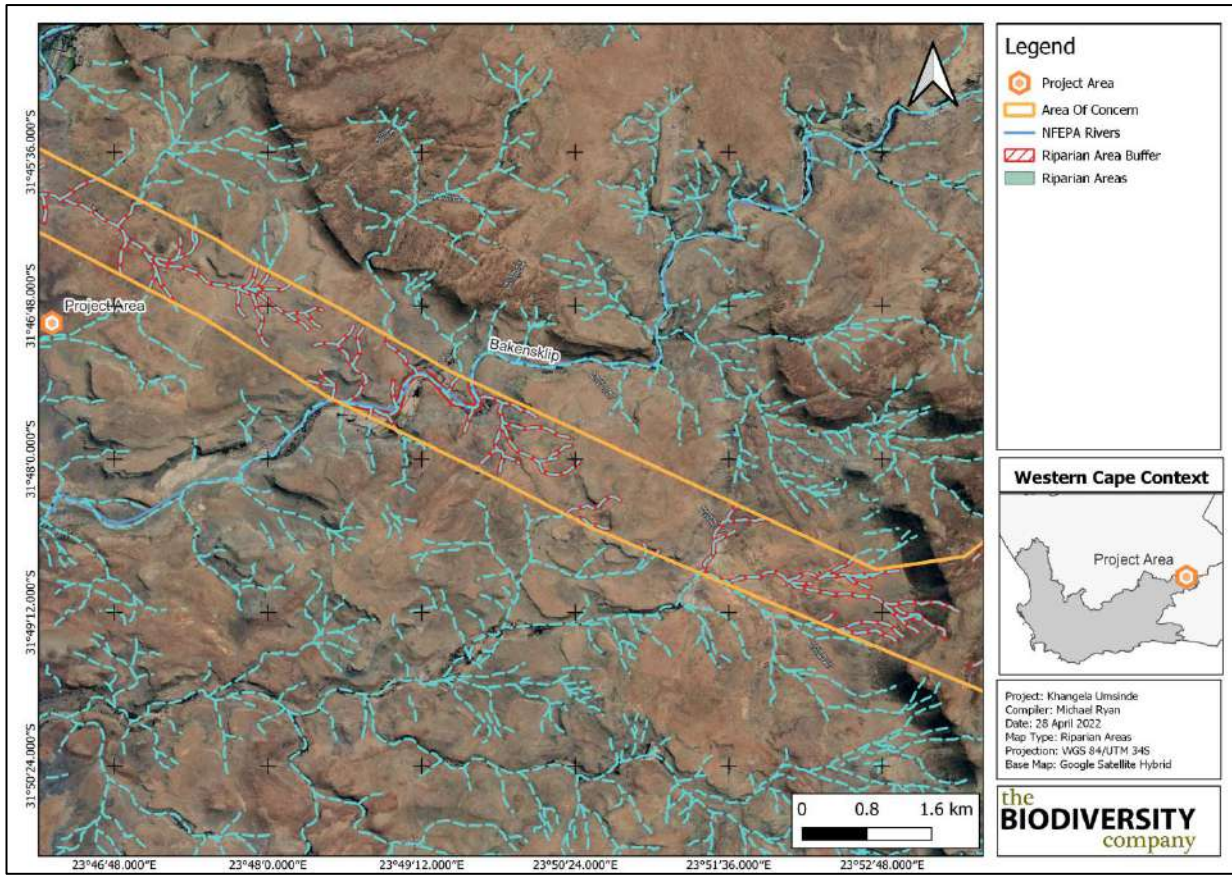 Legend
Project Area
Area Of Concern
NFEPA Rivers
Riparian Area Buffer
Riparian Areas
31°45'36.000"S
31°46'48.000"S
31°48'0.000"S
31°49'12.000"S
31°50'24.000"S
Project Area
Bakensklip
0 0.8 1.6 km
23°46'48.000"E 23°48'0.000"E 23°49'12.000"E 23°50'24.000"E 23°51'36.000"E 23°52'48.000"E
Western Cape Context
Project Area
Project: Khangela Umsinde
Compiler: Michael Ryan
Date: 28 April 2022
Map Type: Riparian Areas
Projection: WGS 84/UTM 34S
Base Map: Google Satellite Hybrid
the
BIODIVERSITY
company